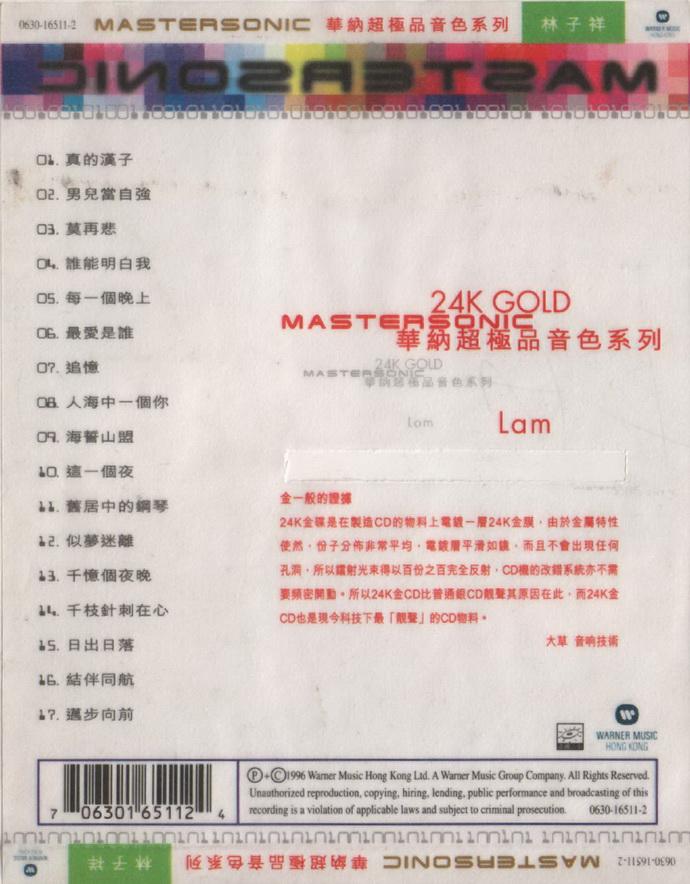 0630-16511-2 MASTERSONIC 華納超極品音色系列 林子祥
WARNER MUSIC
HONG KONG
MASTERSONIC
01. 真的漢子
02. 男兒當自強
03. 莫再悲
04. 誰能明白我
05. 每一個晚上
06. 最愛是誰
07. 追憶
08. 人海中一個你
09. 海誓山盟
10. 這一個夜
11. 舊居中的鋼琴
12. 似夢迷離
13. 千億個夜晚
14. 千枝針刺在心
15. 日出日落
16. 結伴同航
17. 邁步向前
24K GOLD
MASTERSONIC
華納超極品音色系列
24K GOLD
MASTERSONIC
華納超極品音色系列
Lam
Lam
金一般的證據
24K金碟是在製造CD的物料上電鍍一層24K金膜，由於金屬特性
使然，份子分佈非常平均，電鍍層平滑如鏡，而且不會出現任何
孔洞，所以鐳射光束得以百份之百完全反射，CD機的改錯系統亦不需
要頻密開動。所以24K金CD比普通銀CD靚聲其原因在此，而24K金
CD也是現今科技下最「靚聲」的CD物料。
大草 音响技術
WARNER MUSIC
HONG KONG
7 06301 65112 4
Ⓟ+Ⓒ1996 Warner Music Hong Kong Ltd. A Warner Music Group Company. All Rights Reserved.
Unauthorized reproduction, copying, hiring, lending, public performance and broadcasting of this
recording is a violation of applicable laws and subject to criminal prosecution. 0630-16511-2
0630-16511-2 MASTERSONIC 華納超極品音色系列 林子祥
WARNER MUSIC
HONG KONG